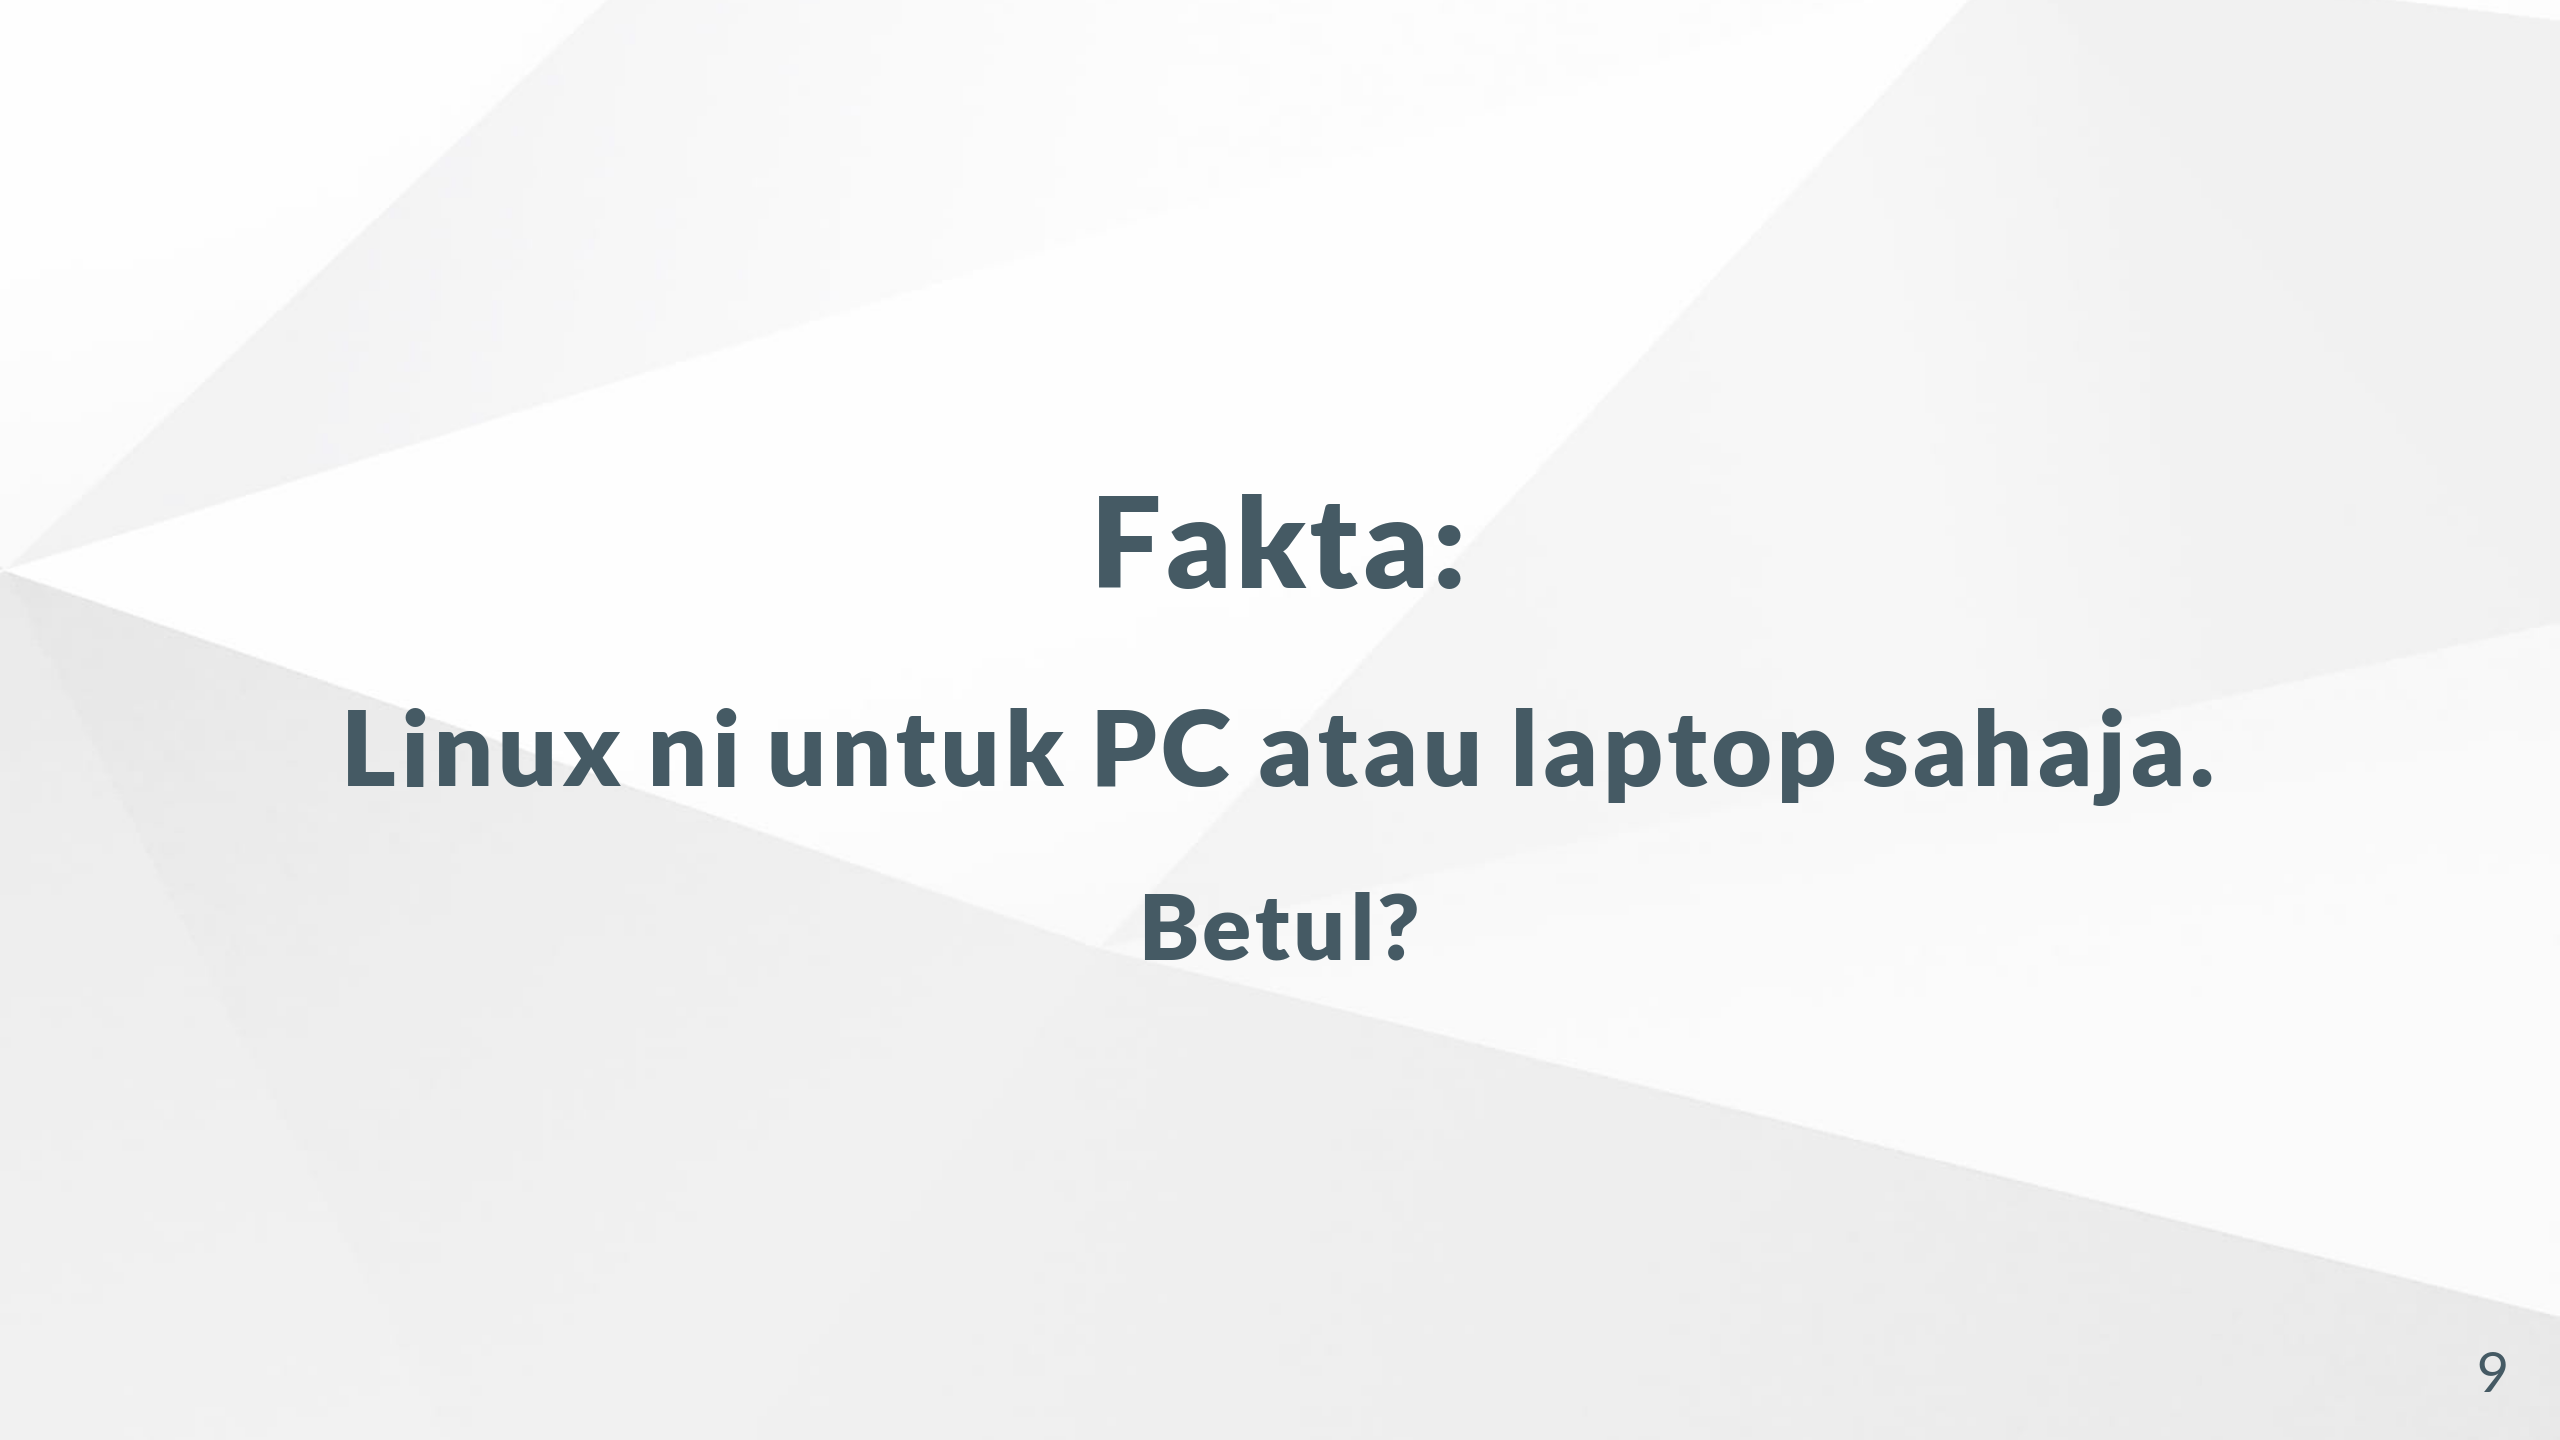 Fakta:
Linux ni untuk PC atau laptop sahaja.
Betul?
9